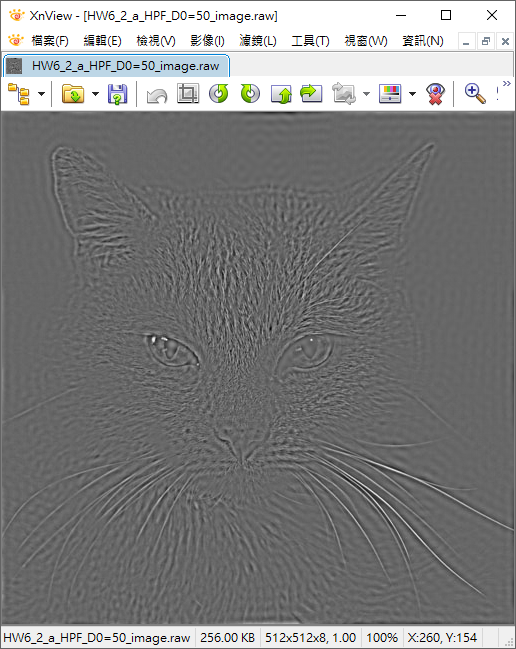 XnView - [HW6_2_a_HPF_D0=50_image.raw]
檔案(F) 編輯(E) 檢視(V) 影像(I) 濾鏡(L) 工具(T) 視窗(W) 資訊(N)
HW6_2_a_HPF_D0=50_image.raw
HW6_2_a_HPF_D0=50_image.raw 256.00 KB 512x512x8, 1.00 100% X:260, Y:154